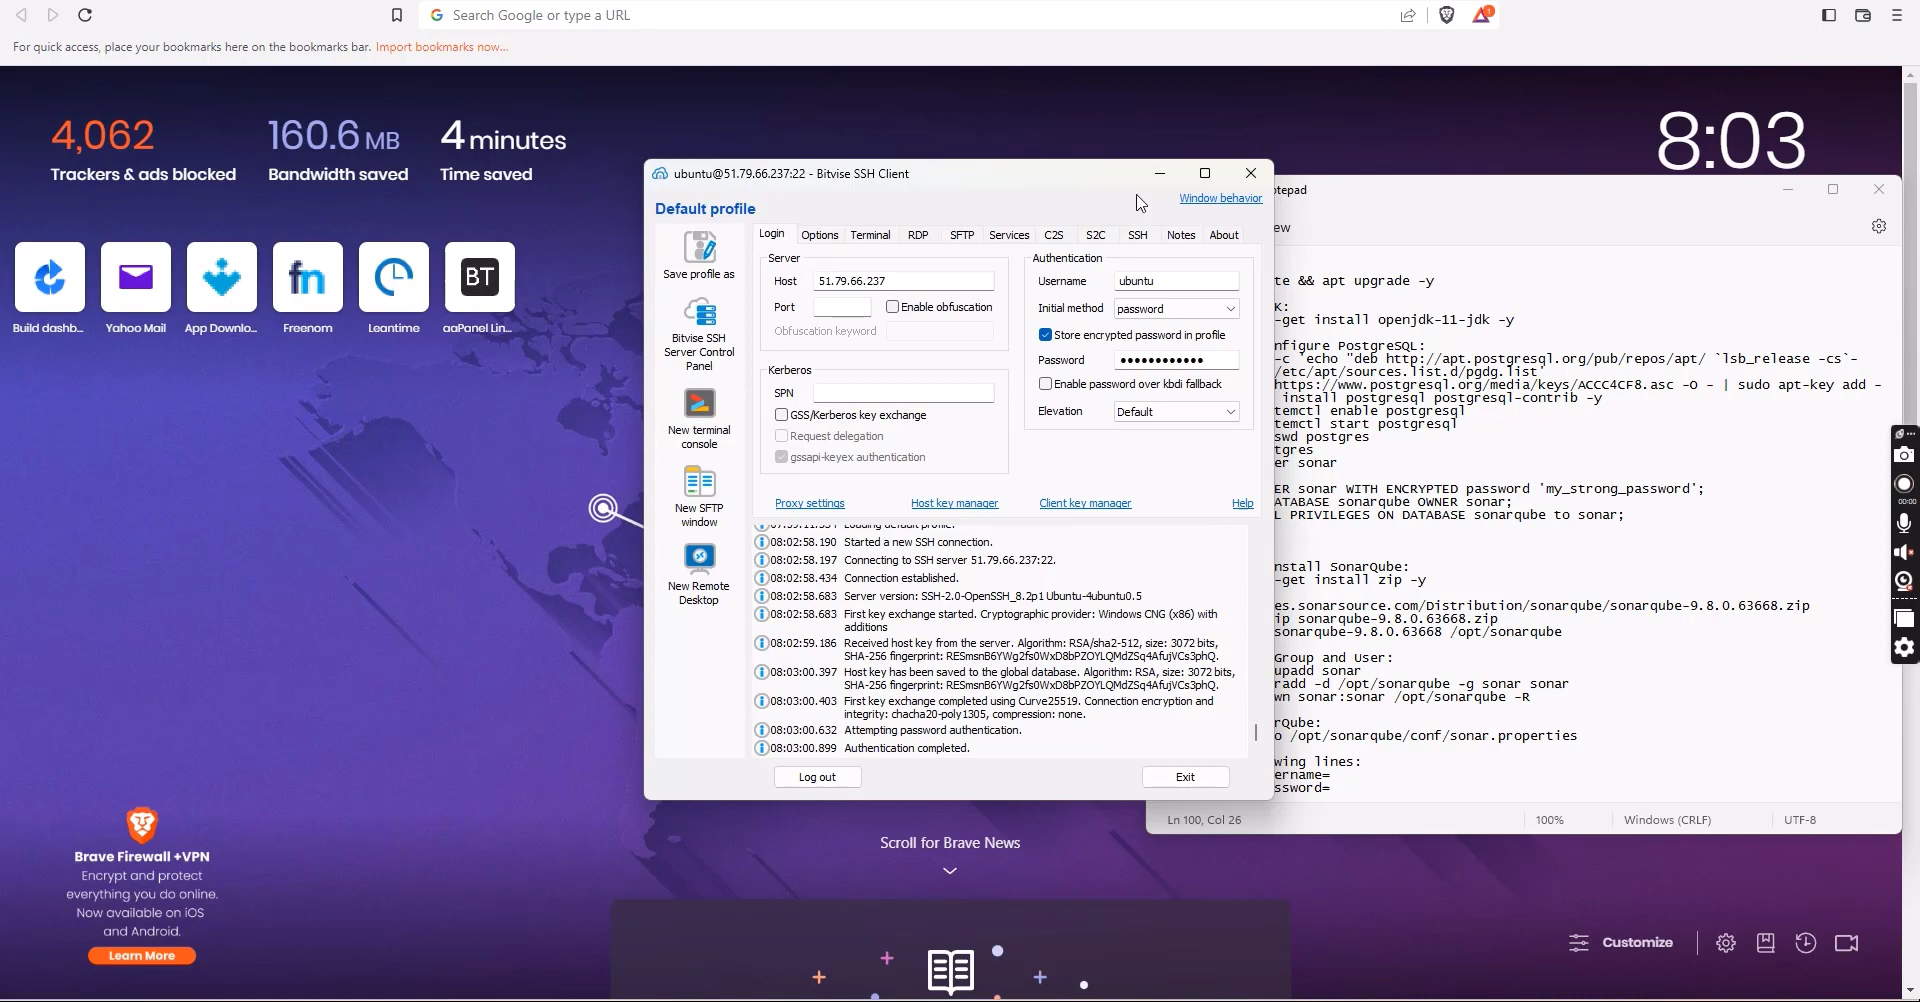 Search Google or type a URL
1
For quick access, place your bookmarks here on the bookmarks bar. Import bookmarks now...
4,062
Trackers & ads blocked
160.6 MB
Bandwidth saved
4 minutes
Time saved
8:03
Build dashb...
Yahoo Mail
fn
Freenom
App Downlo...
Leantime
BT
aaPanel Lin...
ubuntu@51.79.66.237:22 - Bitvise SSH Client
Window behavior
Default profile
Save profile as
Bitvise SSH
Server Control
Panel
New terminal
console
New SFTP
window
New Remote
Desktop
Login Options Terminal RDP SFTP Services C2S S2C SSH Notes About
Server
Host 51.79.66.237
Port Enable obfuscation
Obfuscation keyword
Kerberos
SPN
GSS/Kerberos key exchange
Request delegation
gssapi-keyex authentication
Authentication
Username ubuntu
Initial method password
Store encrypted password in profile
Password ••••••••••••
Enable password over kbdi fallback
Elevation Default
Proxy settings Host key manager Client key manager Help
08:02:58.190 Started a new SSH connection.
08:02:58.197 Connecting to SSH server 51.79.66.237:22.
08:02:58.434 Connection established.
08:02:58.683 Server version: SSH-2.0-OpenSSH_8.2p1 Ubuntu-4ubuntu0.5
08:02:58.683 First key exchange started. Cryptographic provider: Windows CNG (x86) with
additions
08:02:59.186 Received host key from the server. Algorithm: RSA/sha2-512, size: 3072 bits,
SHA-256 fingerprint: RESmsnB6YWg2fs0WxD8bPZOYLQMdZSq4AfujVCs3phQ.
08:03:00.397 Host key has been saved to the global database. Algorithm: RSA, size: 3072 bits,
SHA-256 fingerprint: RESmsnB6YWg2fs0WxD8bPZOYLQMdZSq4AfujVCs3phQ.
08:03:00.403 First key exchange completed using Curve25519. Connection encryption and
integrity: chacha20-poly1305, compression: none.
08:03:00.632 Attempting password authentication.
08:03:00.899 Authentication completed.
Log out
Exit
tepad
ew
te && apt upgrade -y
K:
-get install openjdk-11-jdk -y
nfigure PostgreSQL:
-c 'echo "deb http://apt.postgresql.org/pub/repos/apt/ `lsb_release -cs`-
/etc/apt/sources.list.d/pgdg.list'
https://www.postgresql.org/media/keys/ACCC4CF8.asc -O - | sudo apt-key add -
install postgresql postgresql-contrib -y
temctl enable postgresql
temctl start postgresql
swd postgres
tgres
er sonar
ER sonar WITH ENCRYPTED password 'my_strong_password';
ATABASE sonarqube OWNER sonar;
L PRIVILEGES ON DATABASE sonarqube to sonar;
nstall SonarQube:
-get install zip -y
es.sonarsource.com/Distribution/sonarqube/sonarqube-9.8.0.63668.zip
ip sonarqube-9.8.0.63668.zip
sonarqube-9.8.0.63668 /opt/sonarqube
Group and User:
upadd sonar
radd -d /opt/sonarqube -g sonar sonar
wn sonar:sonar /opt/sonarqube -R
rQube:
o /opt/sonarqube/conf/sonar.properties
wing lines:
ername=
sword=
Ln 100, Col 26
100%
Windows (CRLF)
UTF-8
00:00
Brave Firewall +VPN
Encrypt and protect
everything you do online.
Now available on iOS
and Android.
Learn More
Scroll for Brave News
Customize